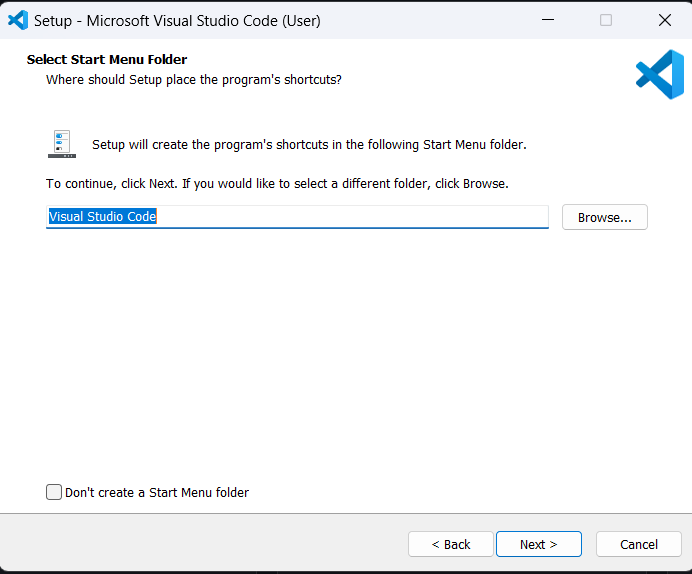 Setup - Microsoft Visual Studio Code (User)
Select Start Menu Folder
Where should Setup place the program's shortcuts?
Setup will create the program's shortcuts in the following Start Menu folder.
To continue, click Next. If you would like to select a different folder, click Browse.
Visual Studio Code
Browse...
Don't create a Start Menu folder
< Back
Next >
Cancel